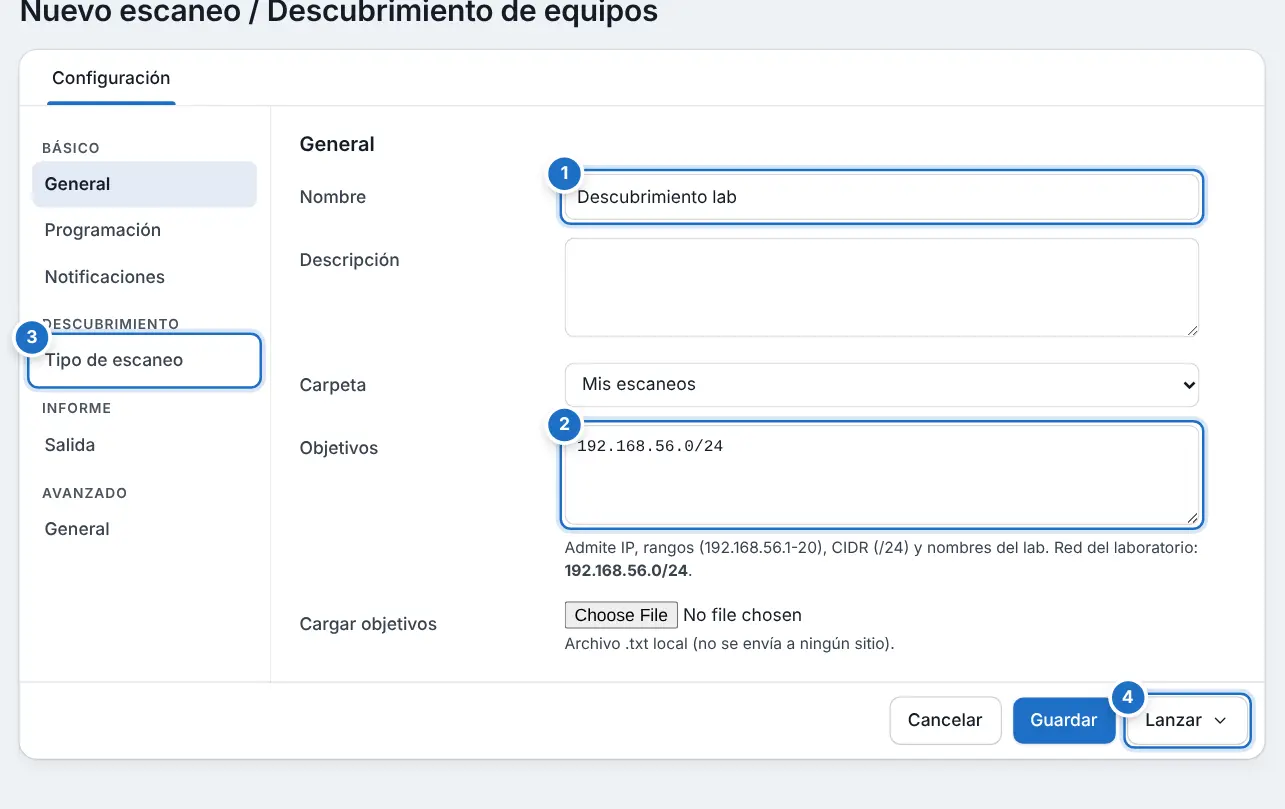 Nuevo escaneo / Descubrimiento de equipos
Configuración
BÁSICO
General
Programación
Notificaciones
DESCUBRIMIENTO
3
Tipo de escaneo
INFORME
Salida
AVANZADO
General
General
1
Nombre
Descubrimiento lab
Descripción
Carpeta
Mis escaneos
2
Objetivos
192.168.56.0/24
Admite IP, rangos (192.168.56.1-20), CIDR (/24) y nombres del lab. Red del laboratorio:
192.168.56.0/24.
Cargar objetivos
Choose File No file chosen
Archivo .txt local (no se envía a ningún sitio).
Cancelar
Guardar
4
Lanzar